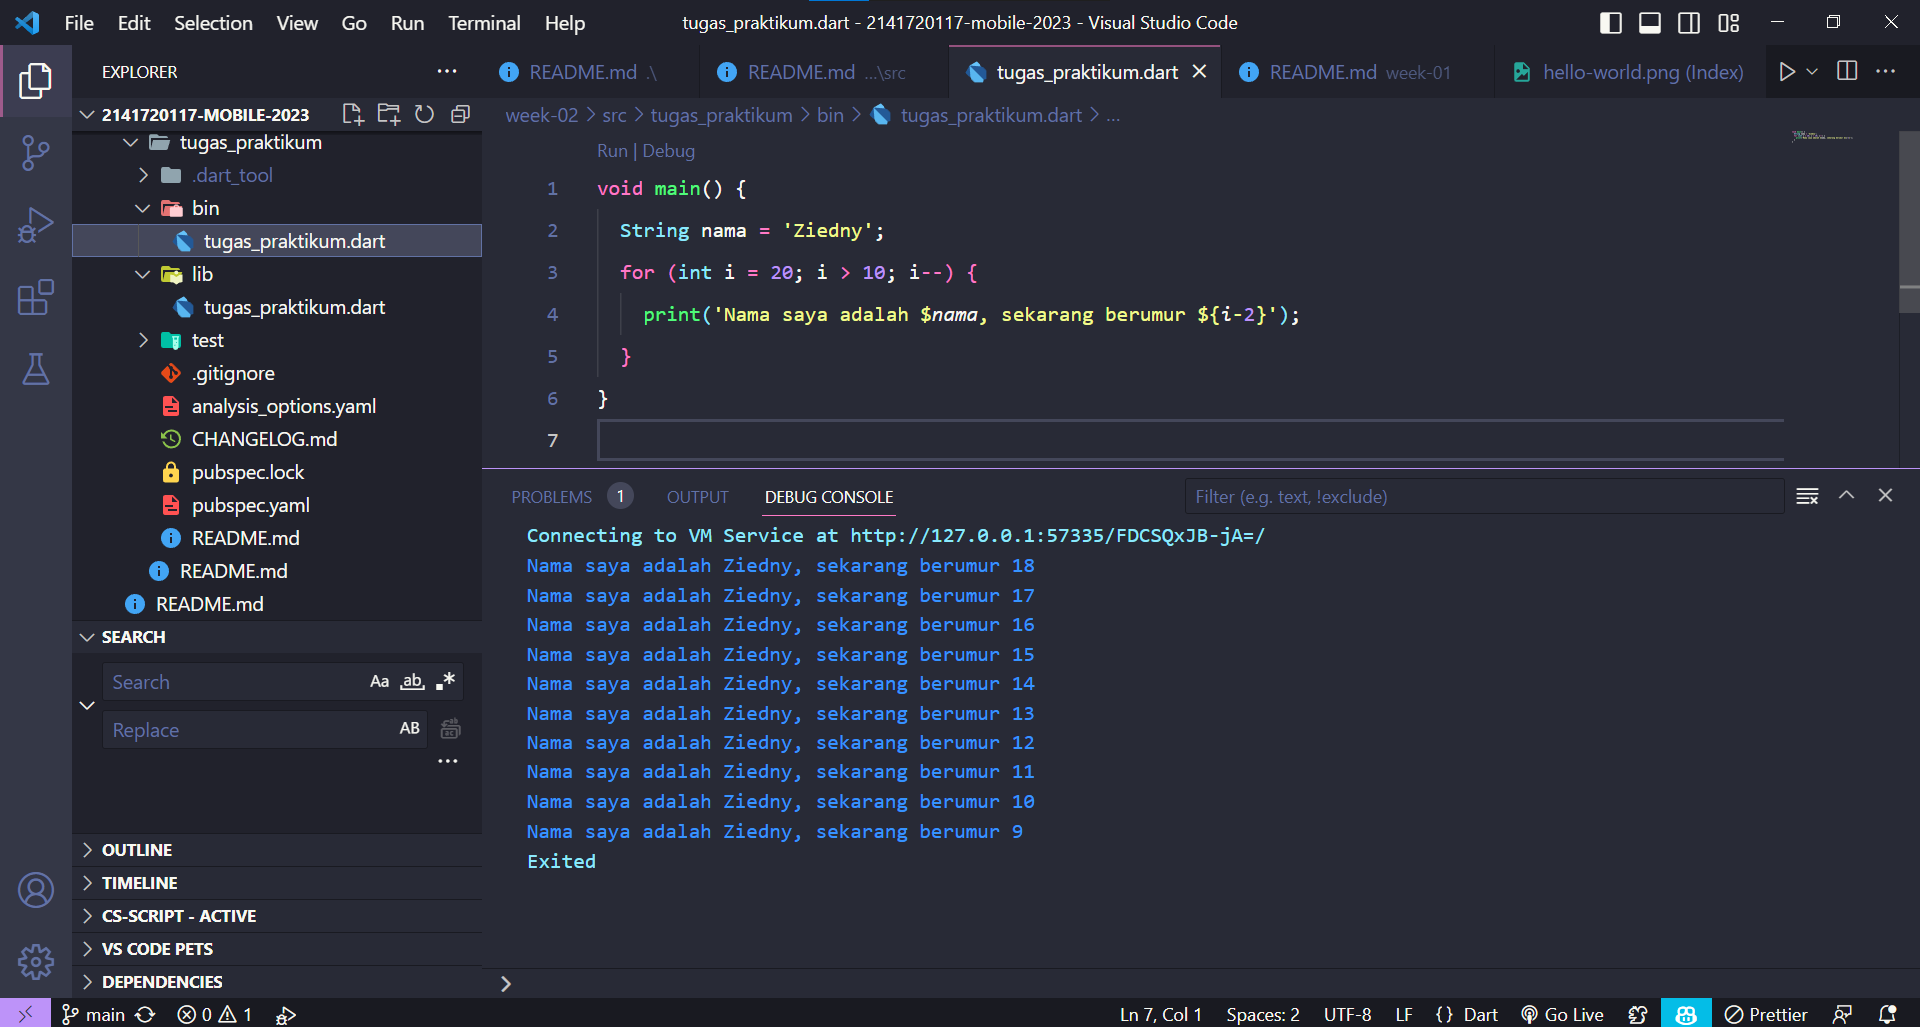 File Edit Selection View Go Run Terminal Help
tugas_praktikum.dart - 2141720117-mobile-2023 - Visual Studio Code
EXPLORER
2141720117-MOBILE-2023
tugas_praktikum
.dart_tool
bin
tugas_praktikum.dart
lib
tugas_praktikum.dart
test
.gitignore
analysis_options.yaml
CHANGELOG.md
pubspec.lock
pubspec.yaml
README.md
README.md
README.md
SEARCH
Search Aa ab .*
Replace AB
OUTLINE
TIMELINE
CS-SCRIPT - ACTIVE
VS CODE PETS
DEPENDENCIES
README.md .\ README.md ...\src tugas_praktikum.dart README.md week-01 hello-world.png (Index)
week-02 > src > tugas_praktikum > bin > tugas_praktikum.dart > ...
Run | Debug
1 void main() {
2 String nama = 'Ziedny';
3 for (int i = 20; i > 10; i--) {
4 print('Nama saya adalah $nama, sekarang berumur ${i-2}');
5 }
6 }
7
PROBLEMS 1 OUTPUT DEBUG CONSOLE Filter (e.g. text, !exclude)
Connecting to VM Service at http://127.0.0.1:57335/FDCSQxJB-jA=/
Nama saya adalah Ziedny, sekarang berumur 18
Nama saya adalah Ziedny, sekarang berumur 17
Nama saya adalah Ziedny, sekarang berumur 16
Nama saya adalah Ziedny, sekarang berumur 15
Nama saya adalah Ziedny, sekarang berumur 14
Nama saya adalah Ziedny, sekarang berumur 13
Nama saya adalah Ziedny, sekarang berumur 12
Nama saya adalah Ziedny, sekarang berumur 11
Nama saya adalah Ziedny, sekarang berumur 10
Nama saya adalah Ziedny, sekarang berumur 9
Exited
main 0 1 Ln 7, Col 1 Spaces: 2 UTF-8 LF {} Dart Go Live Prettier